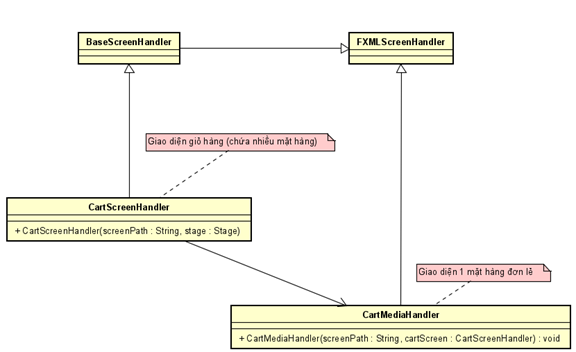 BaseScreenHandler
FXMLScreenHandler
Giao diện giỏ hàng (chứa nhiều mặt hàng)
CartScreenHandler
+ CartScreenHandler(screenPath : String, stage : Stage)
Giao diện 1 mặt hàng đơn lẻ
CartMediaHandler
+ CartMediaHandler(screenPath : String, cartScreen : CartScreenHandler) : void